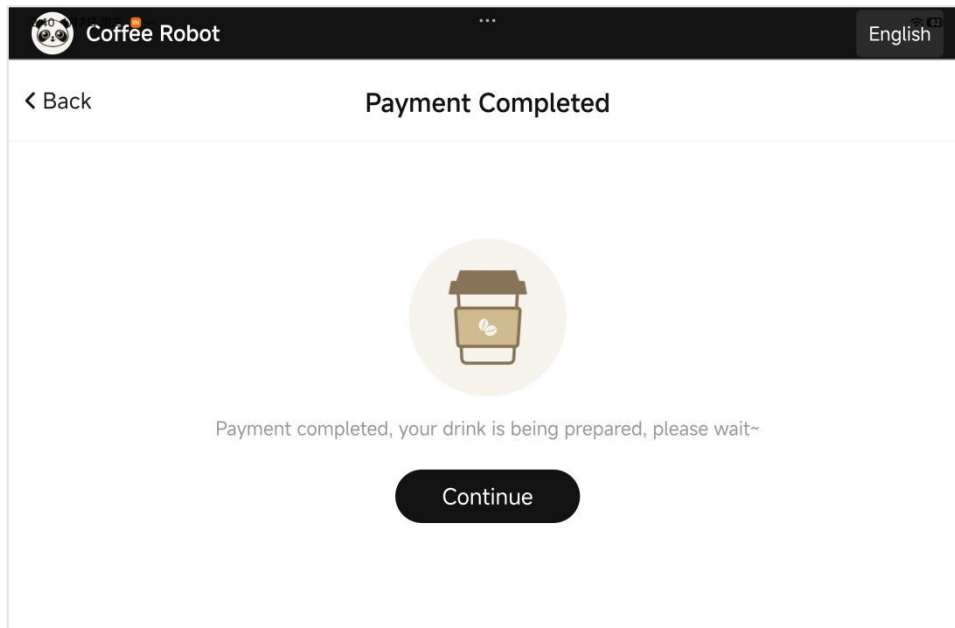 Coffee Robot
English
Back
Payment Completed
Payment completed, your drink is being prepared, please wait~
Continue